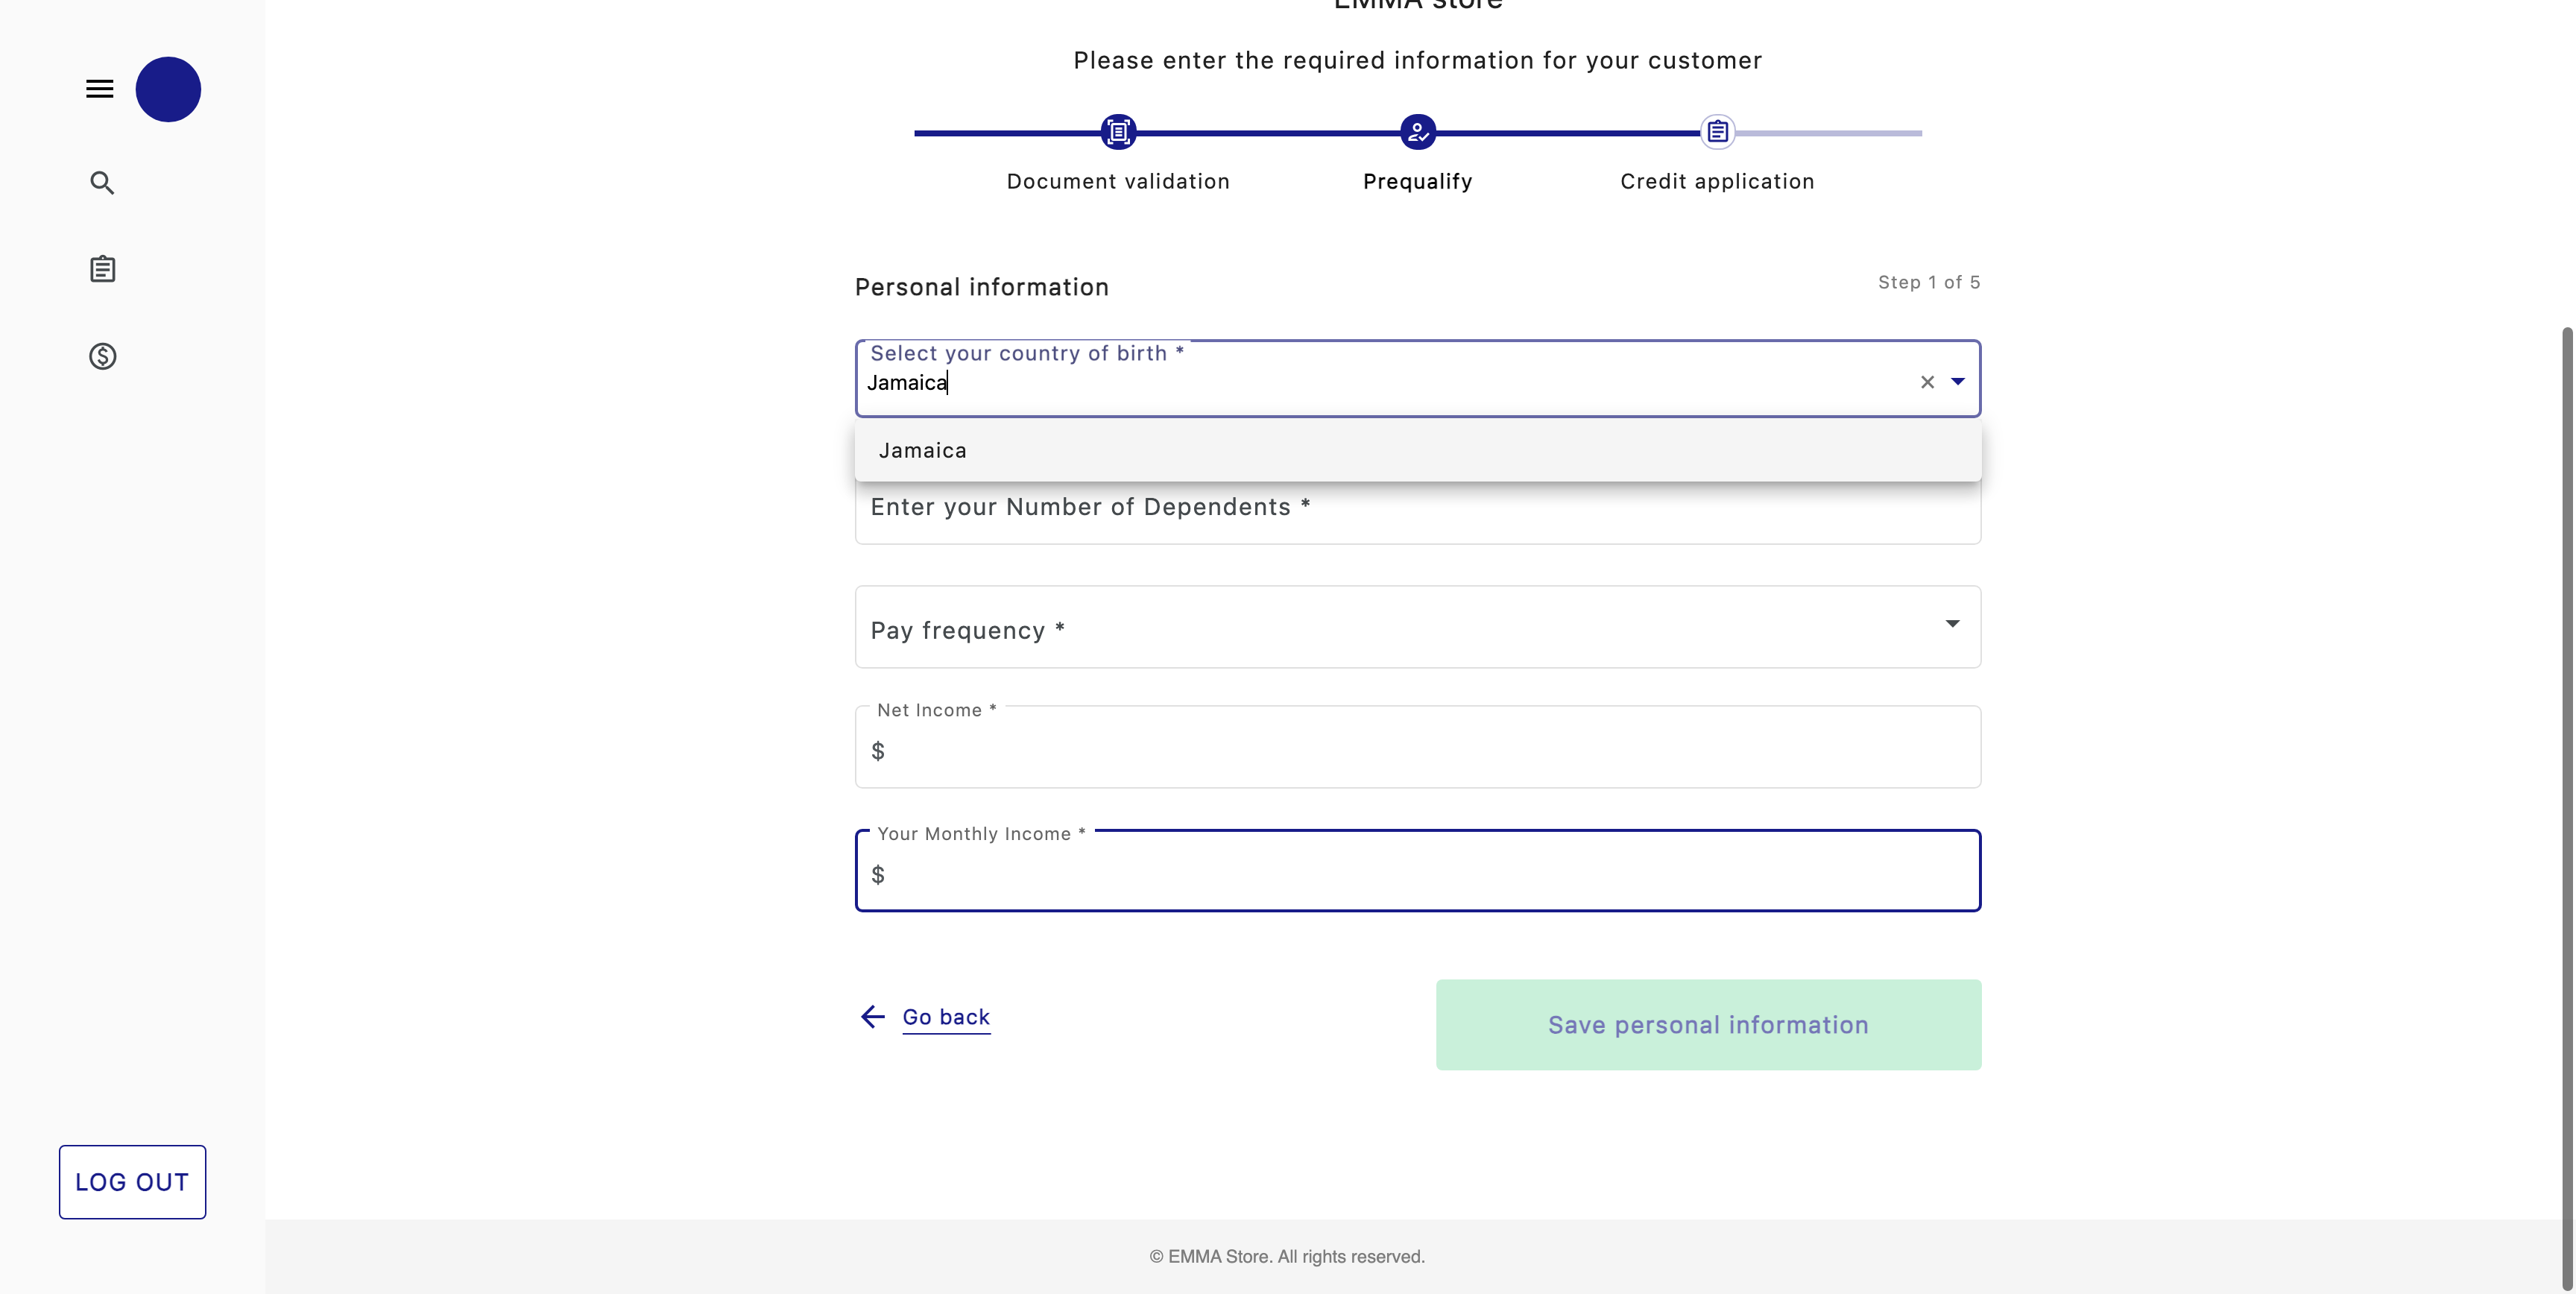 EMMA store
Please enter the required information for your customer
Document validation
Prequalify
Credit application
Personal information
Step 1 of 5
Select your country of birth *
Jamaica
Jamaica
Enter your Number of Dependents *
Pay frequency *
Net Income *
$
Your Monthly Income *
$
Go back
Save personal information
LOG OUT
© EMMA Store. All rights reserved.